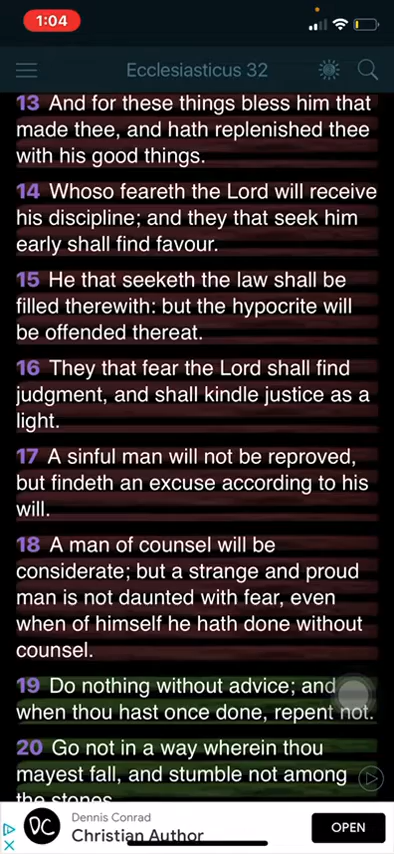 1:04
Ecclesiasticus 32
13 And for these things bless him that
made thee, and hath replenished thee
with his good things.
14 Whoso feareth the Lord will receive
his discipline; and they that seek him
early shall find favour.
15 He that seeketh the law shall be
filled therewith: but the hypocrite will
be offended thereat.
16 They that fear the Lord shall find
judgment, and shall kindle justice as a
light.
17 A sinful man will not be reproved,
but findeth an excuse according to his
will.
18 A man of counsel will be
considerate; but a strange and proud
man is not daunted with fear, even
when of himself he hath done without
counsel.
19 Do nothing without advice; and
when thou hast once done, repent not.
20 Go not in a way wherein thou
mayest fall, and stumble not among
the stones
DC
Dennis Conrad
Christian Author
OPEN